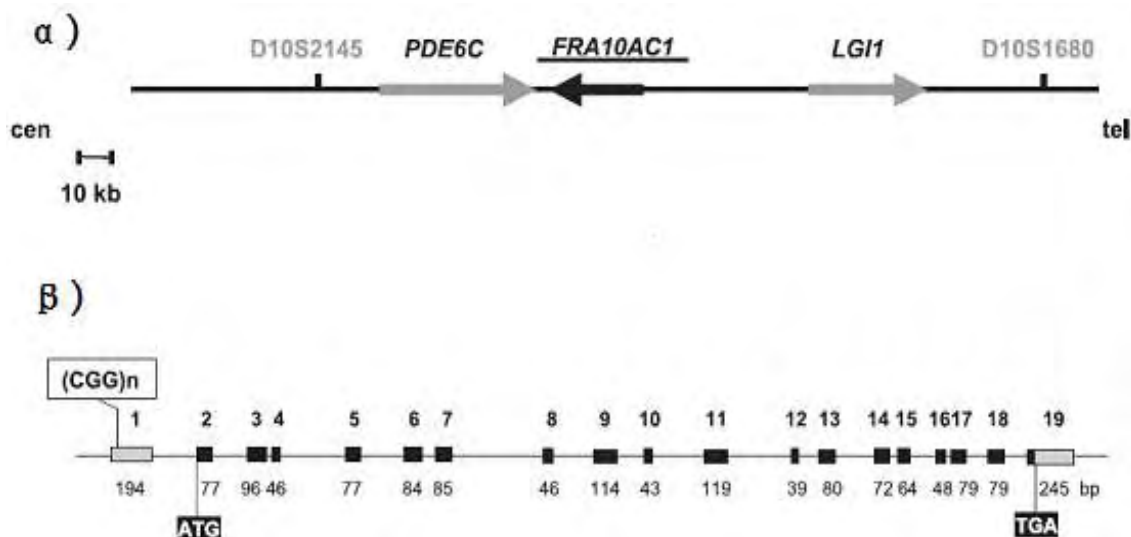 α )
D10S2145 PDE6C FRA10AC1 LGI1 D10S1680
cen tel
10 kb
β )
(CGG)n
1 2 3 4 5 6 7 8 9 10 11 12 13 14 15 16 17 18 19
194 77 96 46 77 84 85 46 114 43 119 39 80 72 64 48 79 79 245 bp
ATG TGA